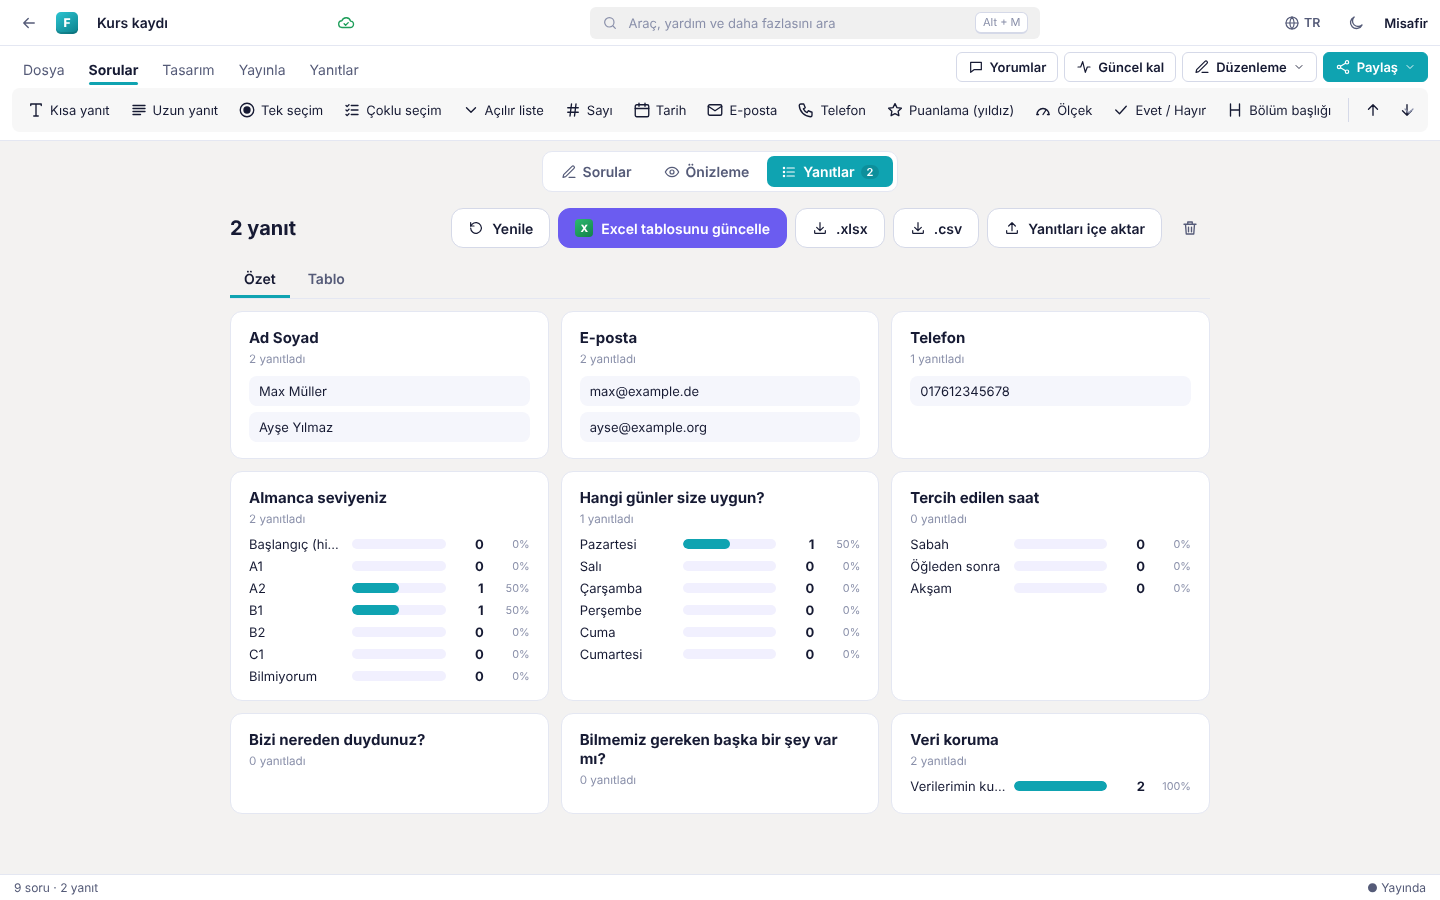 F Kurs kaydı
Araç, yardım ve daha fazlasını ara
Alt + M
TR
Misafir
Dosya Sorular Tasarım Yayınla Yanıtlar
Yorumlar Güncel kal Düzenleme Paylaş
Kısa yanıt Uzun yanıt Tek seçim Çoklu seçim Açılır liste Sayı Tarih E-posta Telefon Puanlama (yıldız) Ölçek Evet / Hayır Bölüm başlığı
Sorular Önizleme Yanıtlar 2
2 yanıt
Yenile X Excel tablosunu güncelle .xlsx .csv Yanıtları içe aktar
Özet Tablo
Ad Soyad
2 yanıtladı
Max Müller
Ayşe Yılmaz
E-posta
2 yanıtladı
max@example.de
ayse@example.org
Telefon
1 yanıtladı
017612345678
Almanca seviyeniz
2 yanıtladı
Başlangıç (hi... 0 0%
A1 0 0%
A2 1 50%
B1 1 50%
B2 0 0%
C1 0 0%
Bilmiyorum 0 0%
Hangi günler size uygun?
1 yanıtladı
Pazartesi 1 50%
Salı 0 0%
Çarşamba 0 0%
Perşembe 0 0%
Cuma 0 0%
Cumartesi 0 0%
Tercih edilen saat
0 yanıtladı
Sabah 0 0%
Öğleden sonra 0 0%
Akşam 0 0%
Bizi nereden duydunuz?
0 yanıtladı
Bilmemiz gereken başka bir şey var
mı?
0 yanıtladı
Veri koruma
2 yanıtladı
Verilerimin ku... 2 100%
9 soru · 2 yanıt
Yayında